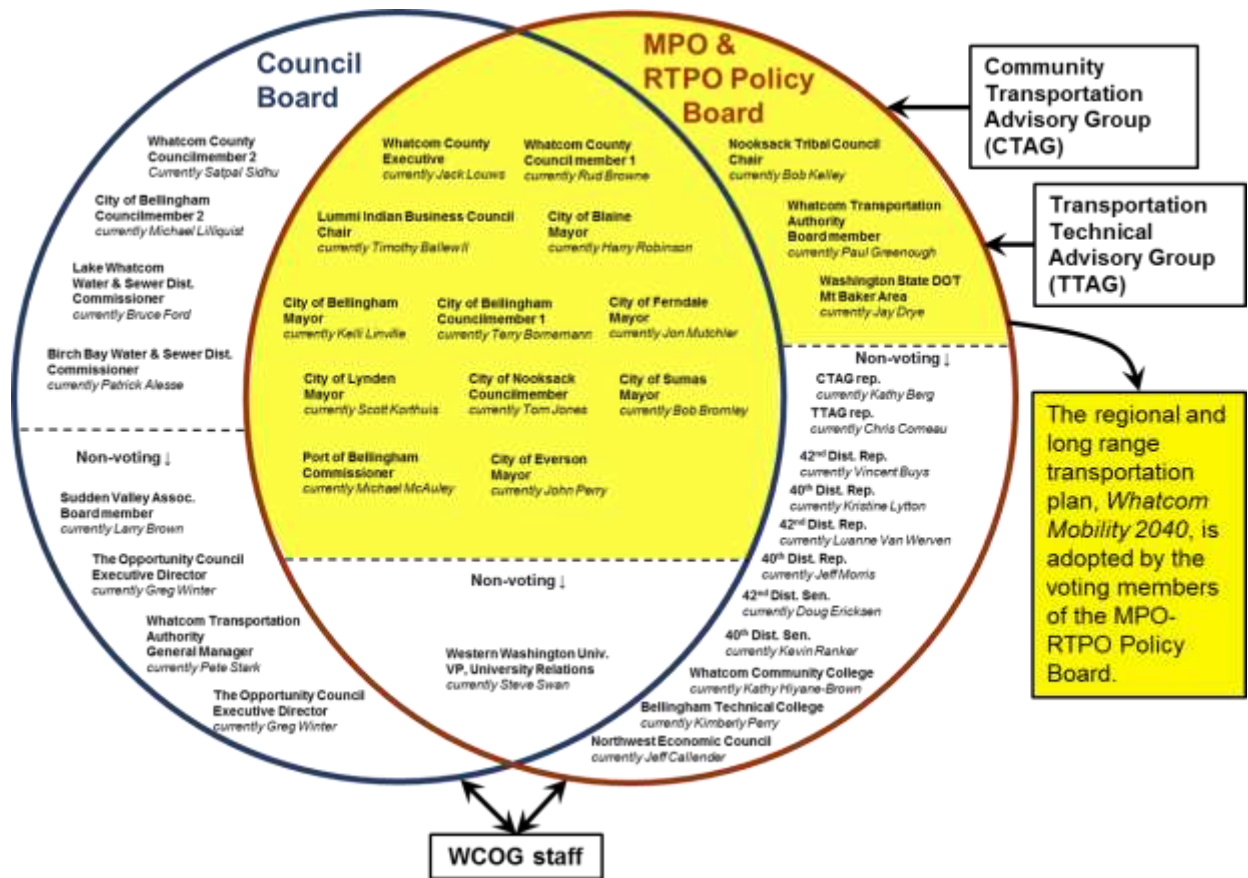 Council
Board
Whatcom County
Councilmember 2
Currently Satpal Sidhu
City of Bellingham
Councilmember 2
currently Michael Lilliquist
Lake Whatcom
Water & Sewer Dist.
Commissioner
currently Bruce Ford
Birch Bay Water & Sewer Dist.
Commissioner
currently Patrick Alesse
Non-voting ↓
Sudden Valley Assoc.
Board member
currently Larry Brown
The Opportunity Council
Executive Director
currently Greg Winter
Whatcom Transportation
Authority
General Manager
currently Pete Stark
The Opportunity Council
Executive Director
currently Greg Winter
Whatcom County
Executive
currently Jack Louws
Whatcom County
Council member 1
currently Rud Browne
Lummi Indian Business Council
Chair
currently Timothy Ballew II
City of Blaine
Mayor
currently Harry Robinson
City of Bellingham
Mayor
currently Kelli Linville
City of Bellingham
Councilmember 1
currently Terry Bornemann
City of Ferndale
Mayor
currently Jon Mutchler
City of Lynden
Mayor
currently Scott Korthuis
City of Nooksack
Councilmember
currently Tom Jones
City of Sumas
Mayor
currently Bob Bromley
Port of Bellingham
Commissioner
currently Michael McAuley
City of Everson
Mayor
currently John Perry
Non-voting ↓
Western Washington Univ.
VP, University Relations
currently Steve Swan
MPO &
RTPO Policy
Board
Nooksack Tribal Council
Chair
currently Bob Kelley
Whatcom Transportation
Authority
Board member
currently Paul Greenough
Washington State DOT
Mt Baker Area
currently Jay Drye
Non-voting ↓
CTAG rep.
currently Kathy Berg
TTAG rep.
currently Chris Comeau
42nd Dist. Rep.
currently Vincent Buys
40th Dist. Rep.
currently Kristine Lytton
42nd Dist. Rep.
currently Luanne Van Werven
40th Dist. Rep.
currently Jeff Morris
42nd Dist. Sen.
currently Doug Ericksen
40th Dist. Sen.
currently Kevin Ranker
Whatcom Community College
currently Kathy Hiyane-Brown
Bellingham Technical College
currently Kimberly Perry
Northwest Economic Council
currently Jeff Callender
Community
Transportation
Advisory Group
(CTAG)
Transportation
Technical
Advisory Group
(TTAG)
The regional and
long range
transportation
plan, Whatcom
Mobility 2040, is
adopted by the
voting members
of the MPO-
RTPO Policy
Board.
WCOG staff